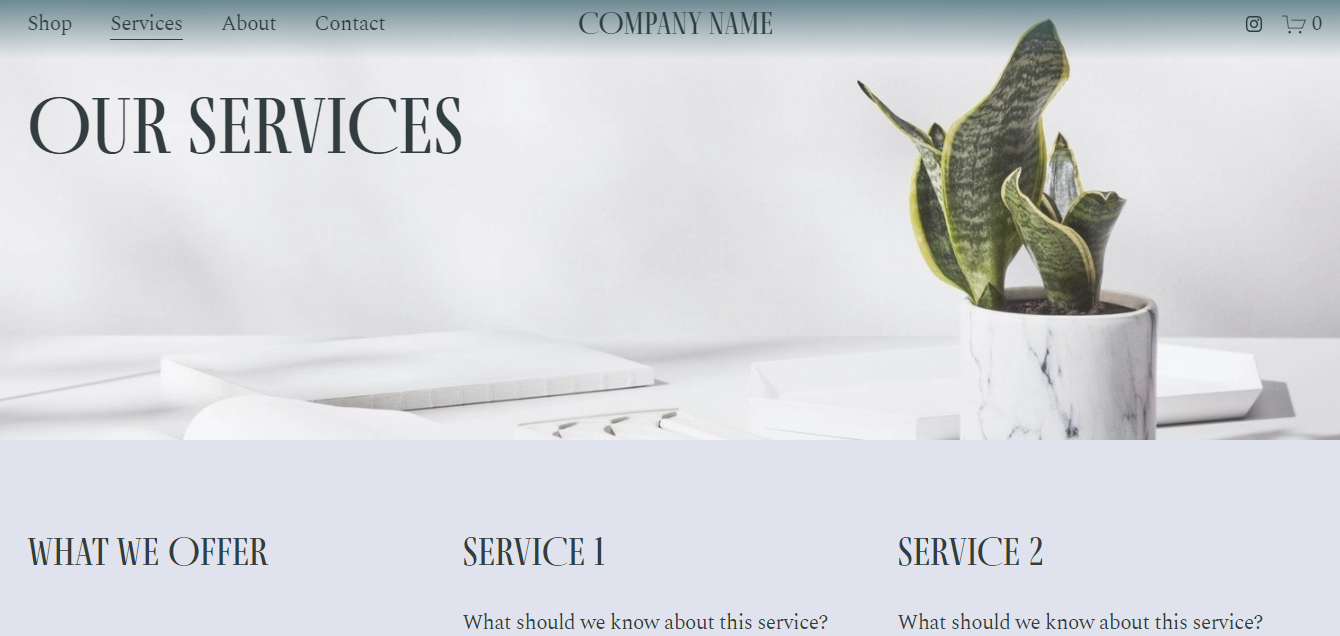 Shop Services About Contact COMPANY NAME 0
OUR SERVICES
WHAT WE OFFER SERVICE 1 SERVICE 2
What should we know about this service? What should we know about this service?